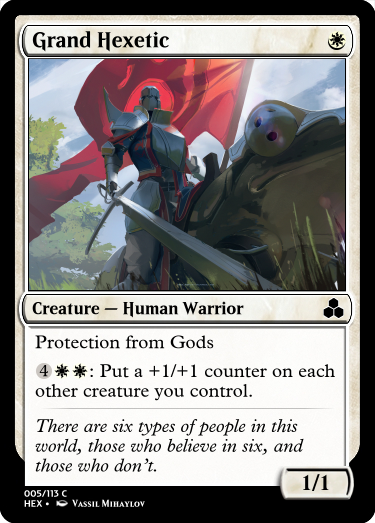 Grand Hexetic
Creature — Human Warrior
Protection from Gods
4: Put a +1/+1 counter on each
other creature you control.
There are six types of people in this
world, those who believe in six, and
those who don't.
1/1
005/113 C
HEX • Vassil Mihaylov